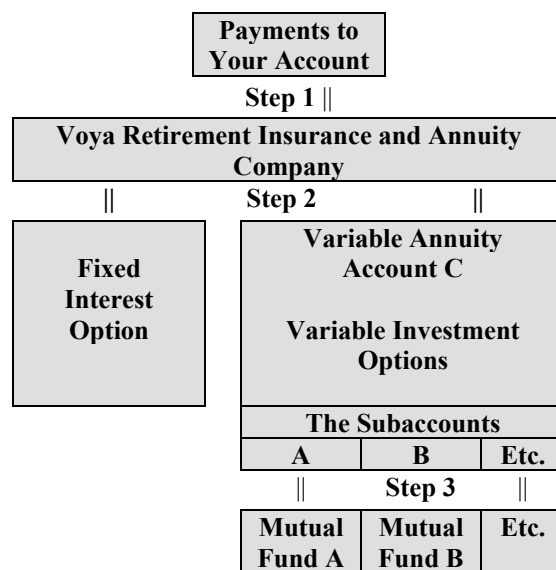 Payments to
Your Account
Step 1 ||
Voya Retirement Insurance and Annuity
Company
|| Step 2 ||
Fixed
Interest
Option
Variable Annuity
Account C
Variable Investment
Options
The Subaccounts
A B Etc.
|| Step 3 ||
Mutual Mutual Etc.
Fund A Fund B